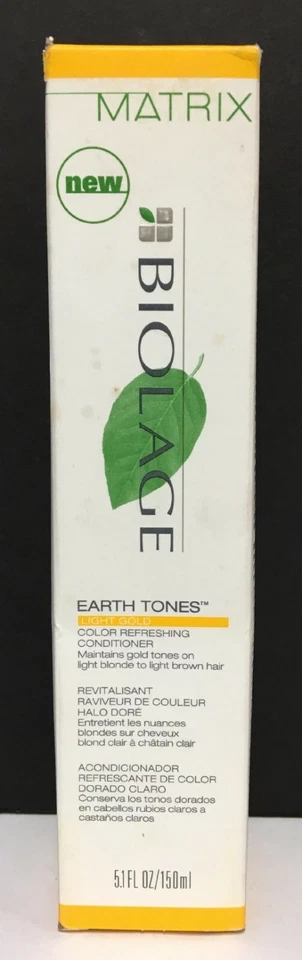 MATRIX
new
BIOLAGE
EARTH TONES™
LIGHT GOLD
COLOR REFRESHING
CONDITIONER
Maintains gold tones on
light blonde to light brown hair
REVITALISANT
RAVIVEUR DE COULEUR
HALO DORÉ
Entretient les nuances
blondes sur cheveux
blond clair à châtain clair
ACONDICIONADOR
REFRESCANTE DE COLOR
DORADO CLARO
Conserva los tonos dorados
en cabellos rubios claros a
castaños claros
5.1 FL OZ/150ml